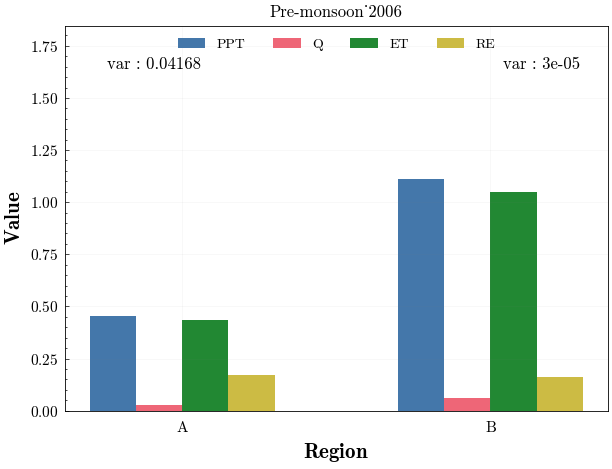 Pre-monsoon˙2006
PPT Q ET RE
var : 0.04168 var : 3e-05
1.75
1.50
1.25
1.00
0.75
0.50
0.25
0.00
Value
A B
Region